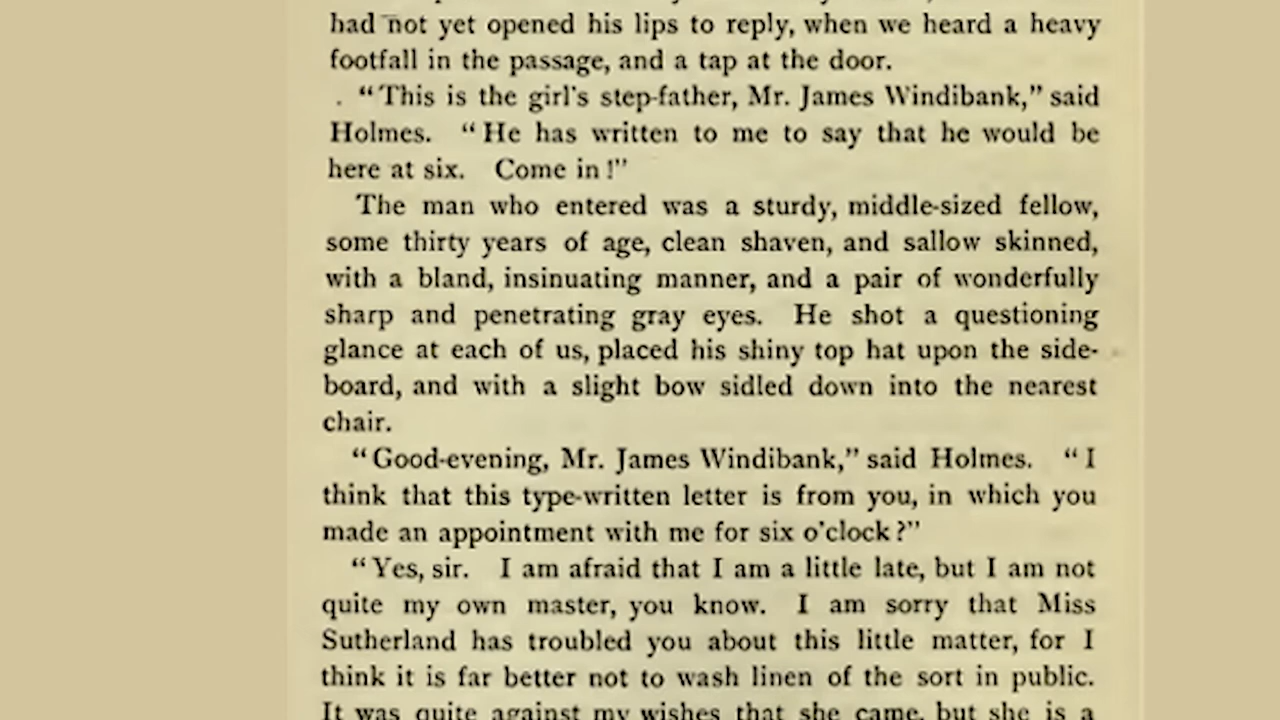 had not yet opened his lips to reply, when we heard a heavy
footfall in the passage, and a tap at the door.
. “This is the girl's step-father, Mr. James Windibank,” said
Holmes. “He has written to me to say that he would be
here at six. Come in!”
The man who entered was a sturdy, middle-sized fellow,
some thirty years of age, clean shaven, and sallow skinned,
with a bland, insinuating manner, and a pair of wonderfully
sharp and penetrating gray eyes. He shot a questioning
glance at each of us, placed his shiny top hat upon the side-
board, and with a slight bow sidled down into the nearest
chair.
“Good-evening, Mr. James Windibank,” said Holmes. “I
think that this type-written letter is from you, in which you
made an appointment with me for six o'clock?”
“Yes, sir. I am afraid that I am a little late, but I am not
quite my own master, you know. I am sorry that Miss
Sutherland has troubled you about this little matter, for I
think it is far better not to wash linen of the sort in public.
It was quite against my wishes that she came, but she is a